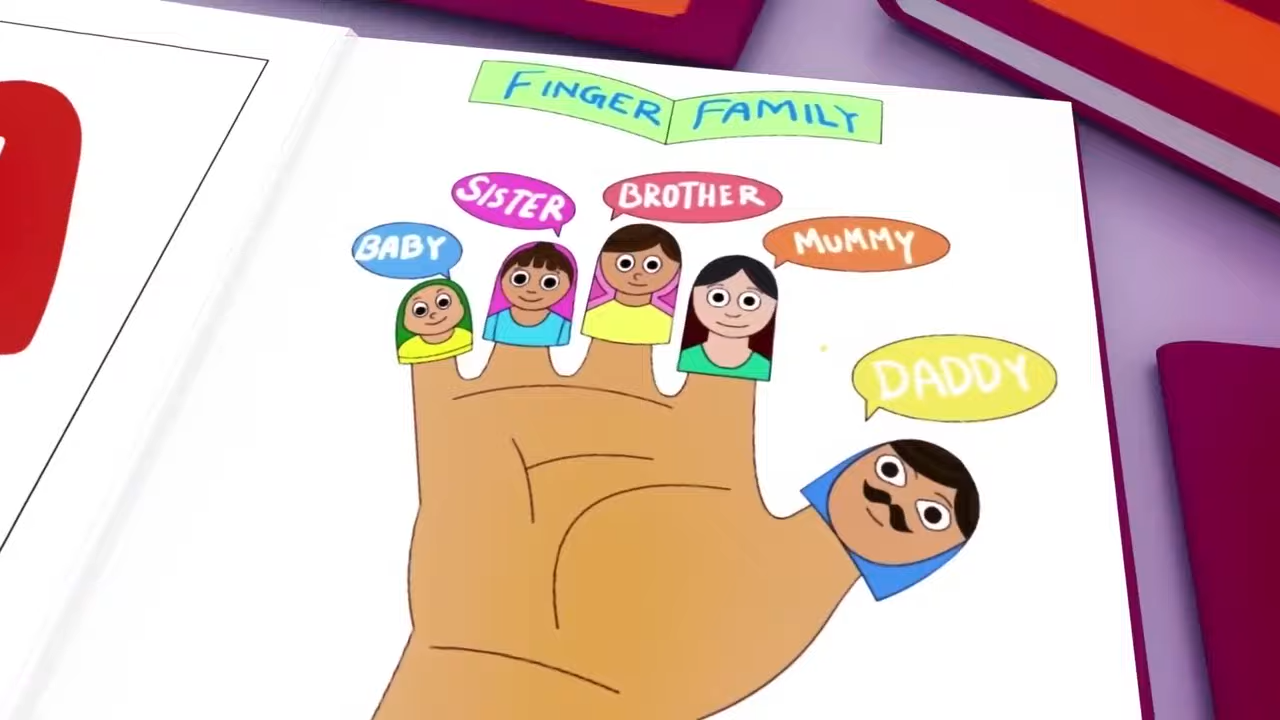 FINGER FAMILY
BABY
SISTER
BROTHER
MUMMY
DADDY